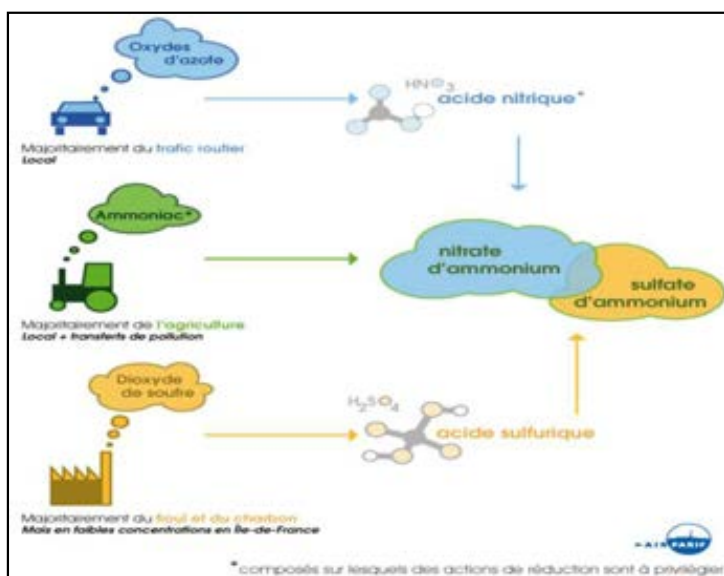 Oxydes
d'azote
HNO3
acide nitrique*
Majoritairement du trafic routier
Local
Ammoniac*
nitrate
d'ammonium
sulfate
d'ammonium
Majoritairement de l'agriculture
Local + transferts de pollution
Dioxyde
de soufre
H2SO4
acide sulfurique
Majoritairement du fioul et du charbon
Mais en faibles concentrations en Île-de-France
AIRPARIF
*composés sur lesquels des actions de réduction sont à privilégier